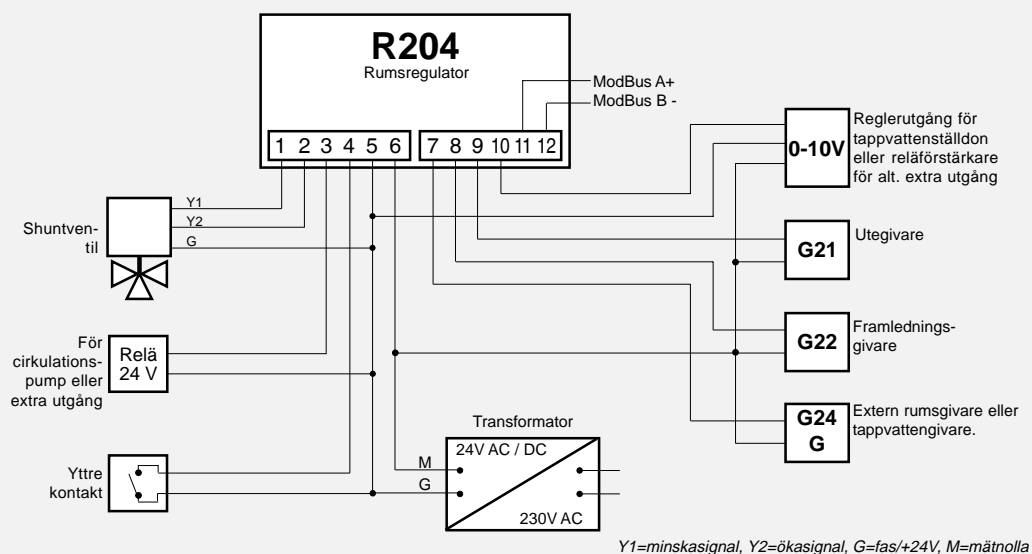 R204
Rumsregulator
ModBus A+
ModBus B -
1 2 3 4 5 6 7 8 9 10 11 12
Y1
Y2
G
Shuntven-
til
För
cirkulations-
pump eller
extra utgång
Relä
24 V
Yttre
kontakt
Transformator
24V AC / DC
M
G
230V AC
0-10V
Reglerutgång för
tappvattenställdon
eller reläförstärkare
för alt. extra utgång
G21
Utegivare
G22
Framlednings-
givare
G24
G
Extern rumsgivare eller
tappvattengivare.
Y1=minskasignal, Y2=ökasignal, G=fas/+24V, M=mätnolla